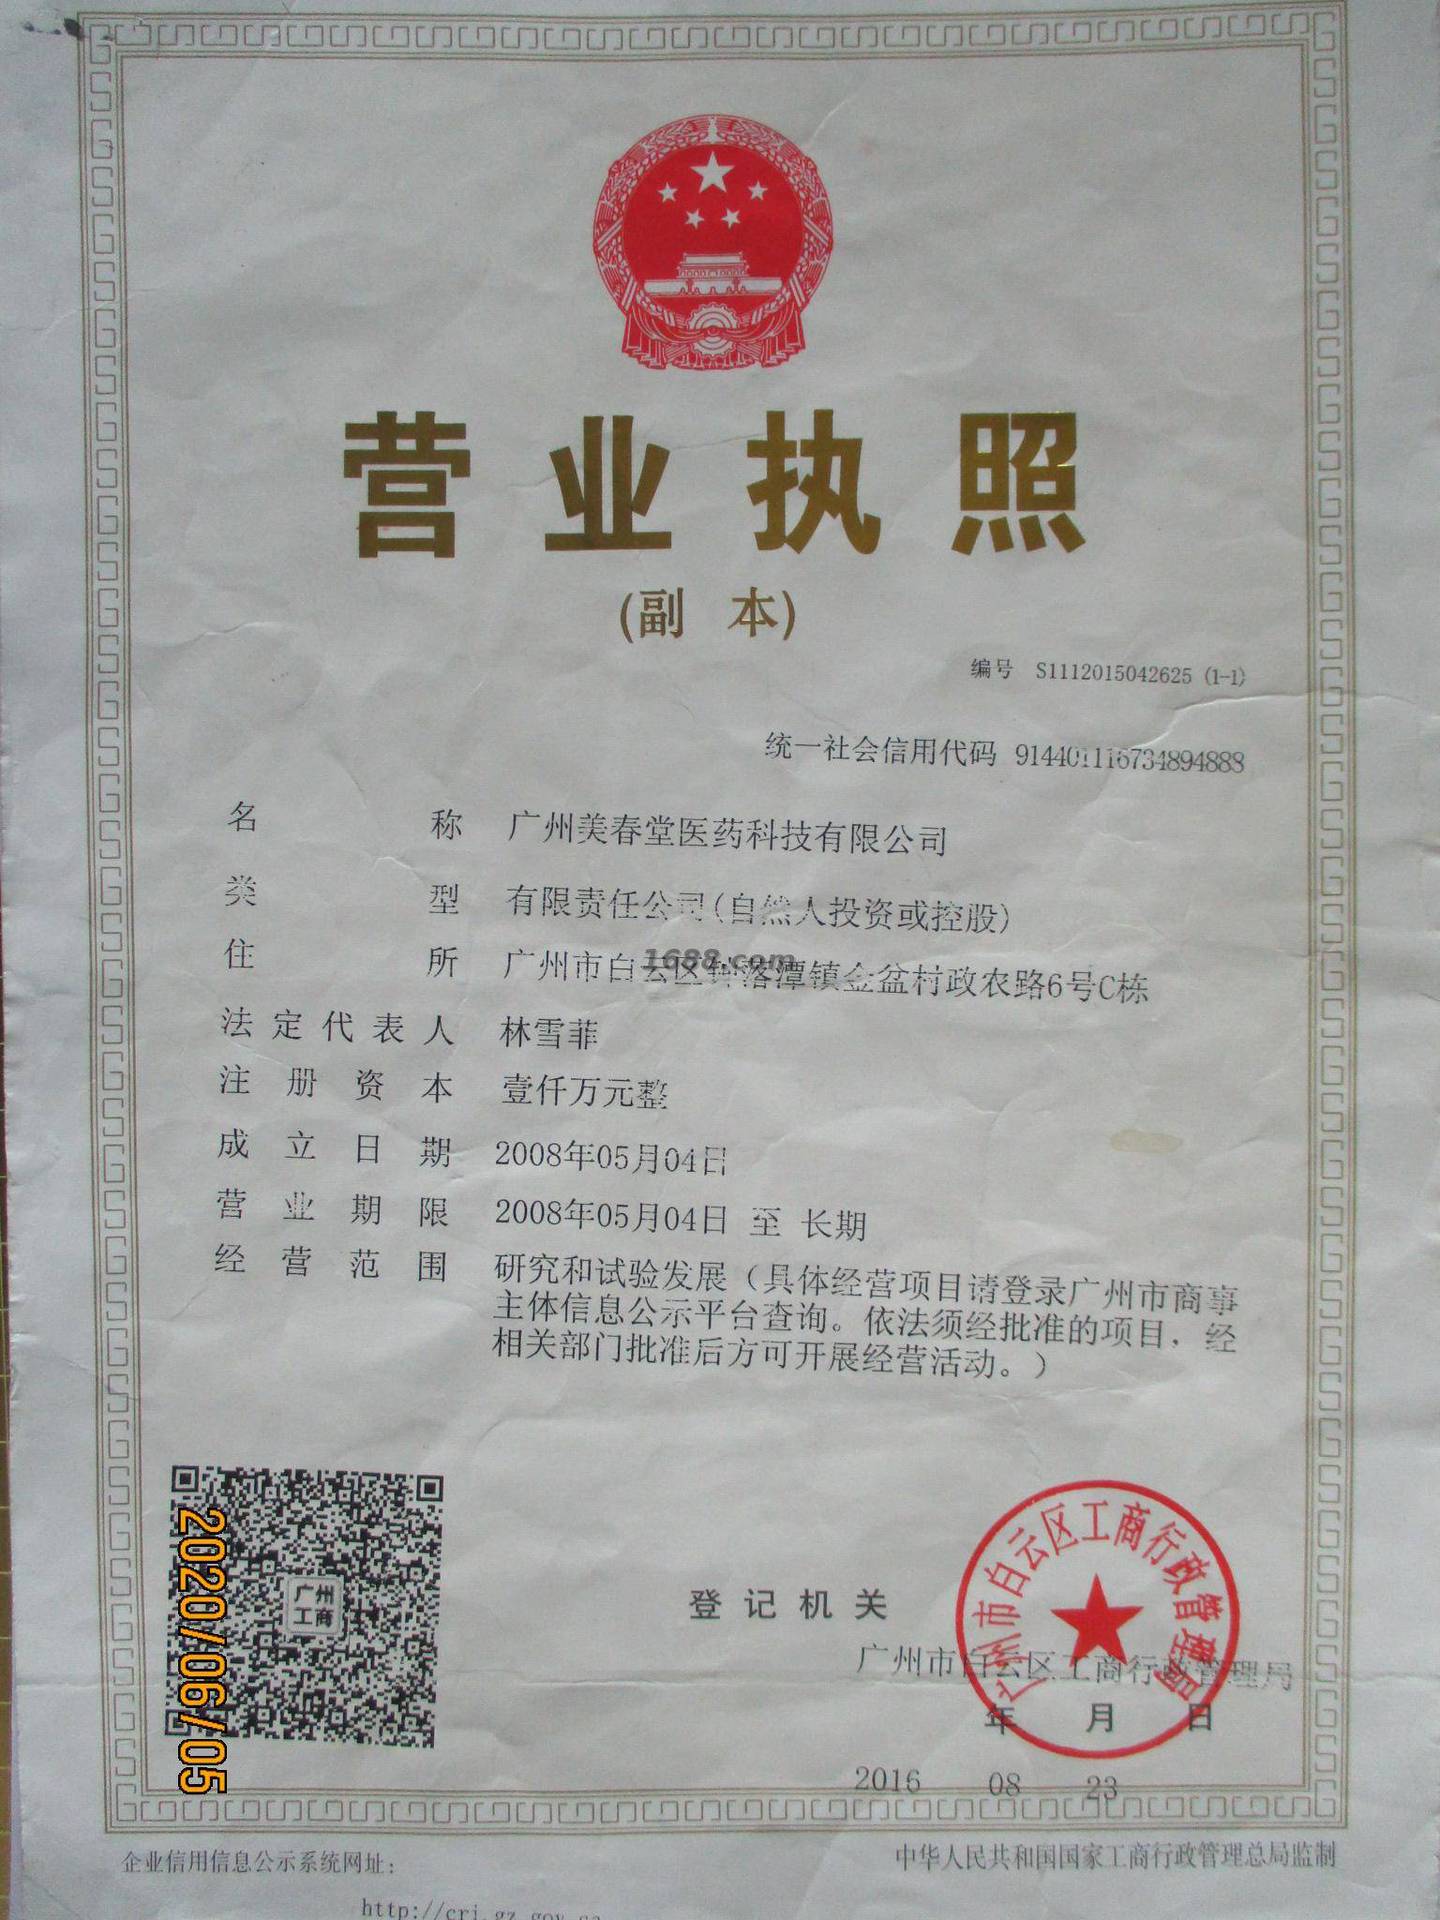 营业执照
(副 本)
编号 S1112015042625 (1-1)
统一社会信用代码 914401116734894888
名 称 广州美春堂医药科技有限公司
类 型 有限责任公司(自然人投资或控股)
住 所 广州市白云区钟落潭镇金盆村政农路6号C栋
1688.com
法定代表人 林雪菲
注册资本 壹仟万元整
成立日期 2008年05月04日
营业期限 2008年05月04日 至 长期
经营范围 研究和试验发展（具体经营项目请登录广州市商事
主体信息公示平台查询。依法须经批准的项目，经
相关部门批准后方可开展经营活动。）
广州
工商
2020/06/05
登记机关
广州市白云区工商行政管理局
广州市白云区工商行政管理局
年 月 日
2016 08 23
企业信用信息公示系统网址：
中华人民共和国国家工商行政管理总局监制
http://cri.gz.gov.